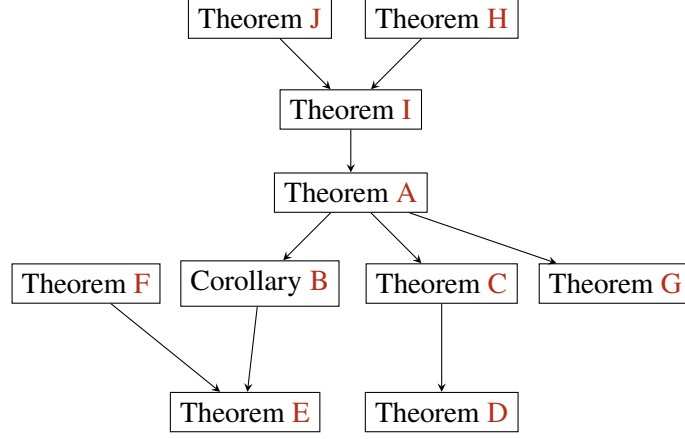 Theorem J
Theorem H
Theorem I
Theorem A
Theorem F
Corollary B
Theorem C
Theorem G
Theorem E
Theorem D